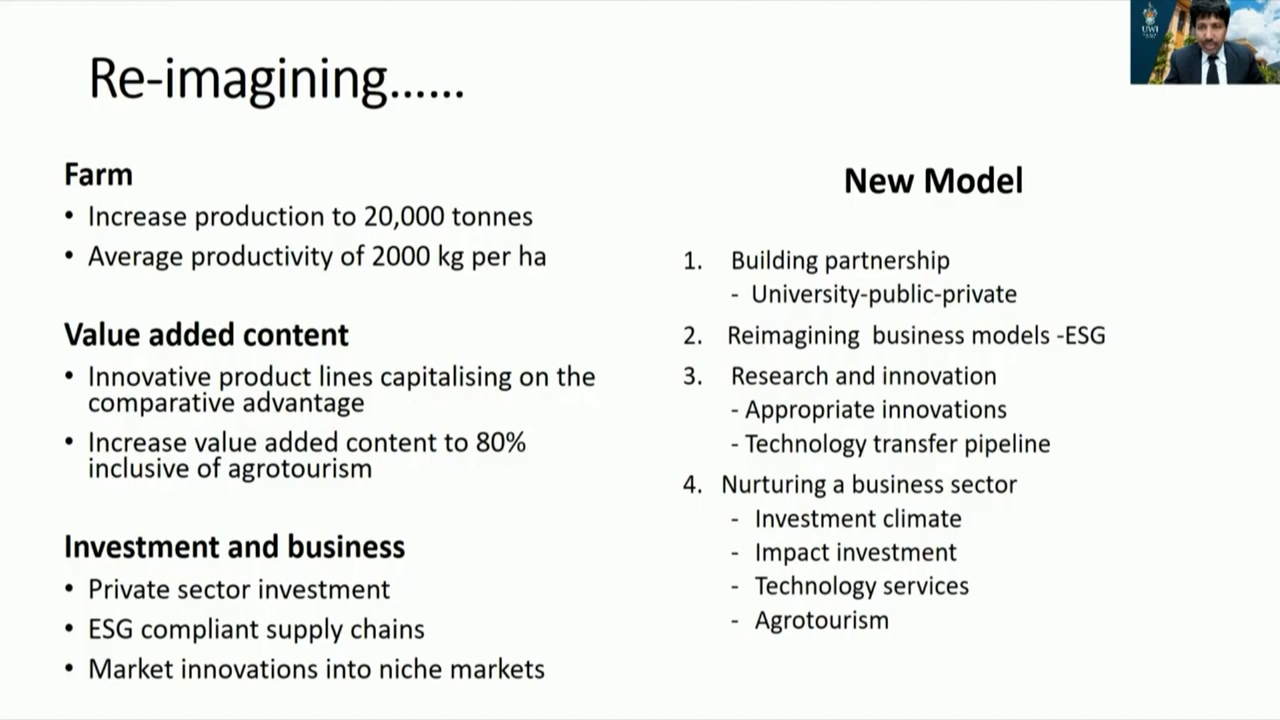 Re-imagining......
Farm
• Increase production to 20,000 tonnes
• Average productivity of 2000 kg per ha
Value added content
• Innovative product lines capitalising on the
comparative advantage
• Increase value added content to 80%
inclusive of agrotourism
Investment and business
• Private sector investment
• ESG compliant supply chains
• Market innovations into niche markets
New Model
1. Building partnership
- University-public-private
2. Reimagining business models -ESG
3. Research and innovation
- Appropriate innovations
- Technology transfer pipeline
4. Nurturing a business sector
- Investment climate
- Impact investment
- Technology services
- Agrotourism
UWI